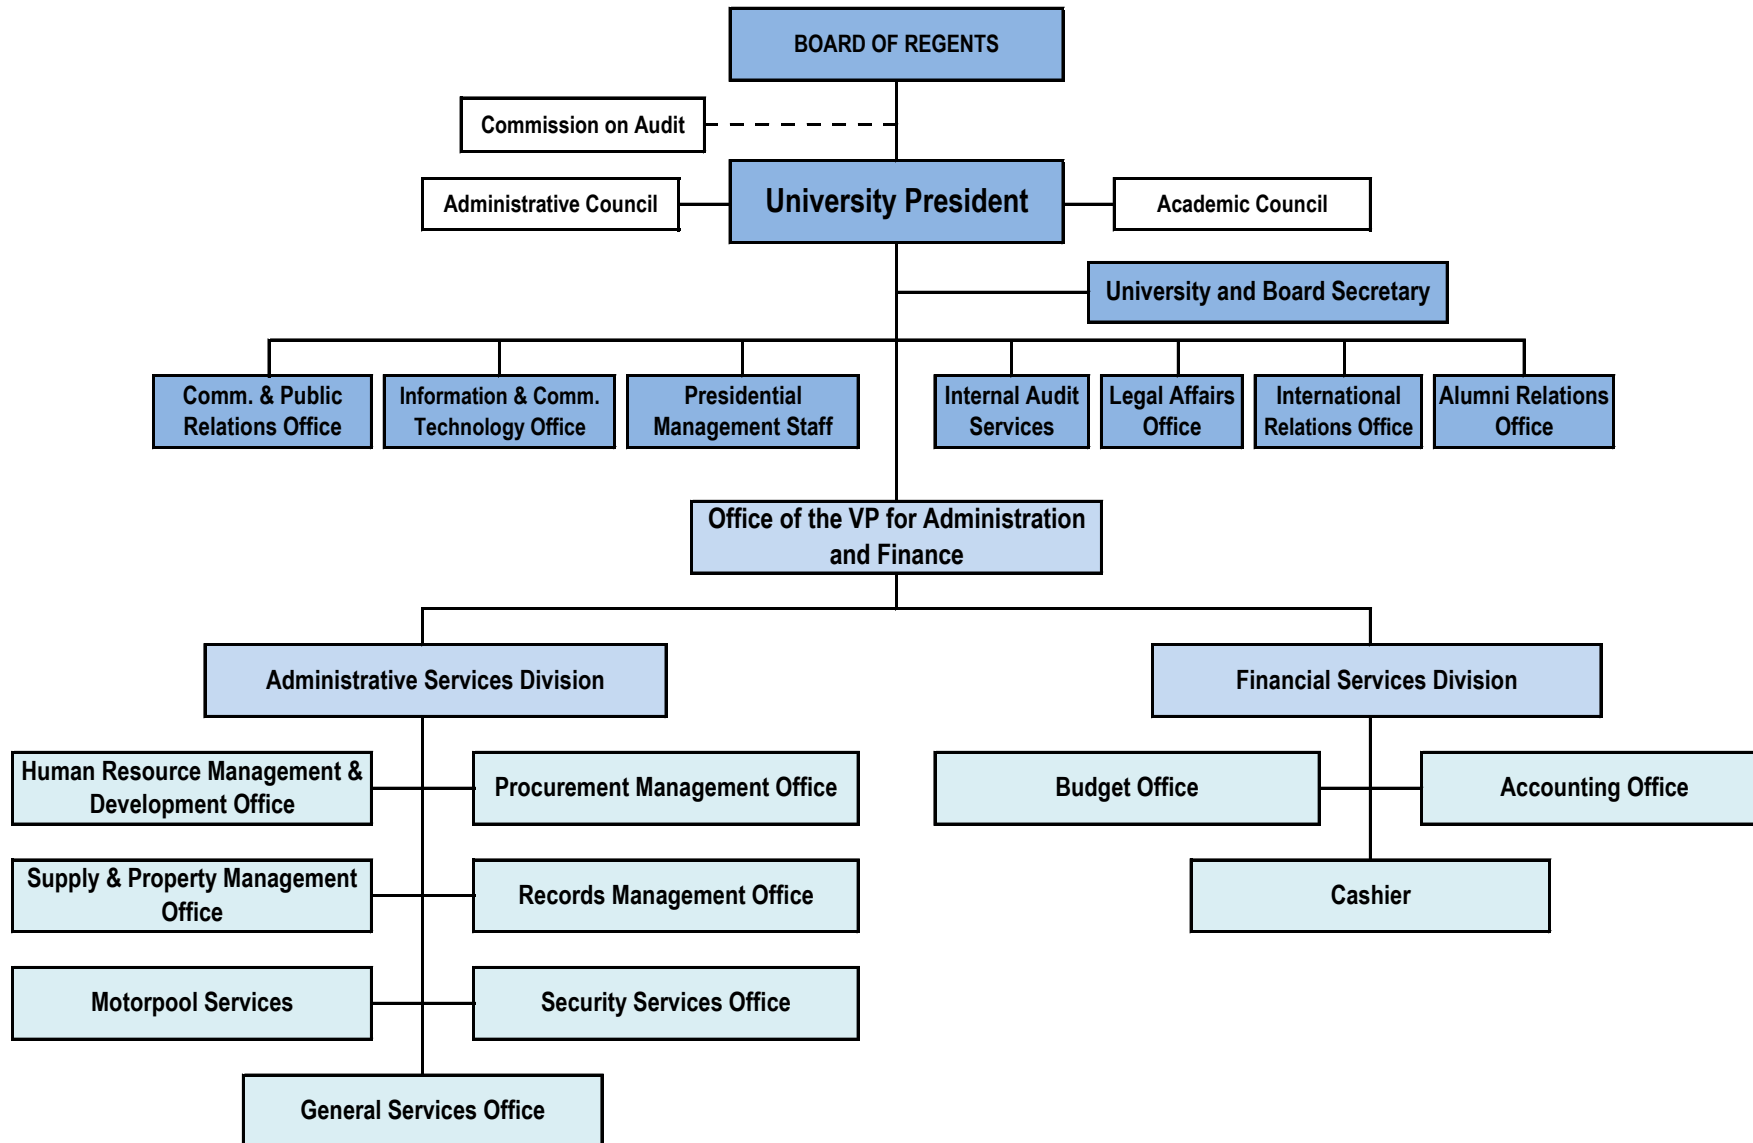 BOARD OF REGENTS
Commission on Audit
University President
Administrative Council
Academic Council
University and Board Secretary
Comm. & Public
Relations Office
Information & Comm.
Technology Office
Presidential
Management Staff
Internal Audit
Services
Legal Affairs
Office
International
Relations Office
Alumni Relations
Office
Office of the VP for Administration
and Finance
Administrative Services Division
Financial Services Division
Human Resource Management &
Development Office
Procurement Management Office
Budget Office
Accounting Office
Supply & Property Management
Office
Records Management Office
Cashier
Motorpool Services
Security Services Office
General Services Office